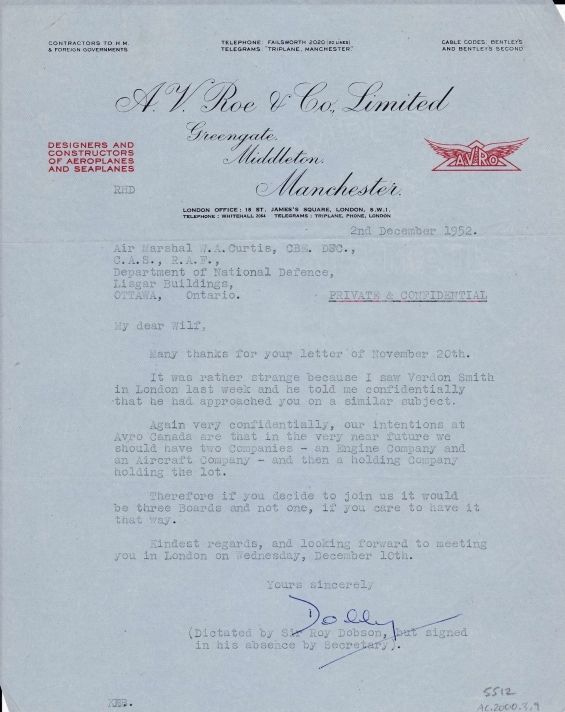 CONTRACTORS TO H.M.
& FOREIGN GOVERNMENTS
TELEPHONE: FAILSWORTH 2020 (20 LINES)
TELEGRAMS: "TRIPLANE, MANCHESTER"
CABLE CODES: BENTLEY'S
AND BENTLEY'S SECOND
A. V. Roe & Co., Limited
Greengate.
Middleton.
Manchester.
DESIGNERS AND
CONSTRUCTORS
OF AEROPLANES
AND SEAPLANES
AVRO
RHD
LONDON OFFICE: 18 ST. JAMES'S SQUARE, LONDON, S.W.1.
TELEPHONE: WHITEHALL 2064 TELEGRAMS: TRIPLANE, PHONE, LONDON
2nd December 1952.
Air Marshal W.A.Curtis, CBE. DSC.,
C.A.S., R.A.F.,
Department of National Defence,
Lisgar Buildings,
OTTAWA, Ontario.
PRIVATE & CONFIDENTIAL
My dear Wilf,
Many thanks for your letter of November 20th.
It was rather strange because I saw Verdon Smith
in London last week and he told me confidentially
that he had approached you on a similar subject.
Again very confidentially, our intentions at
Avro Canada are that in the very near future we
should have two Companies - an Engine Company and
an Aircraft Company - and then a holding Company
holding the lot.
Therefore if you decide to join us it would
be three Boards and not one, if you care to have it
that way.
Kindest regards, and looking forward to meeting
you in London on Wednesday, December 10th.
Yours sincerely
Dobby
(Dictated by Sir Roy Dobson, but signed
in his absence by Secretary).
KEB.
5512
AC.2000.3.9